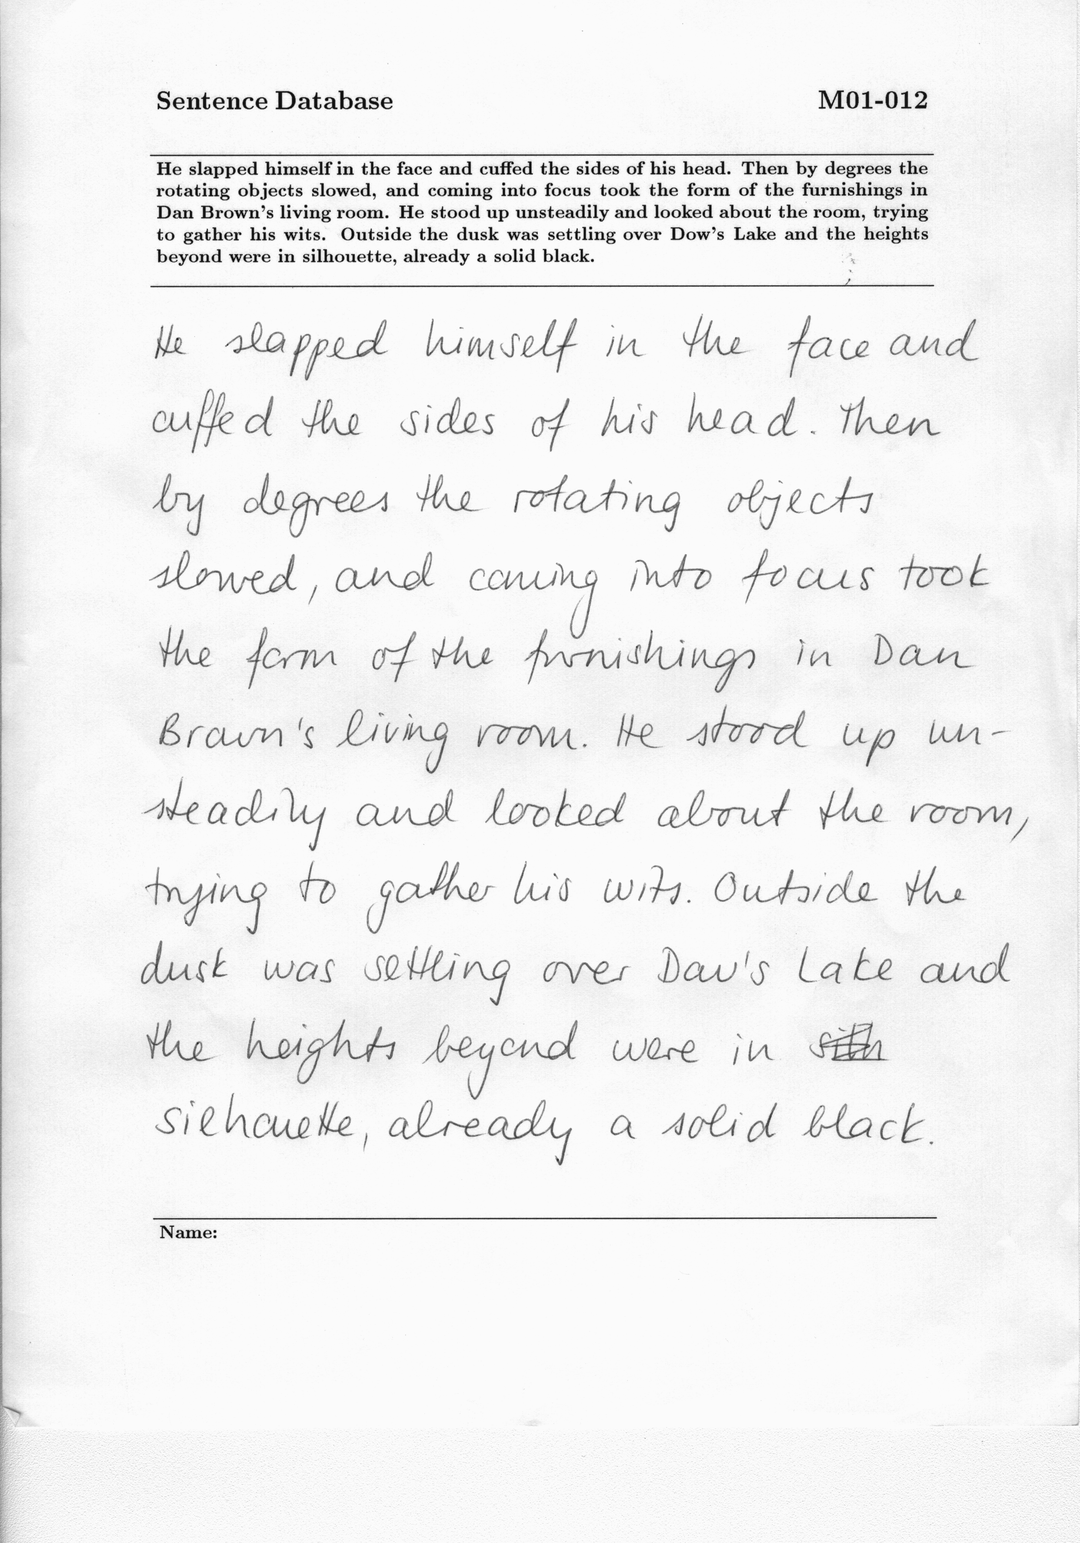 Sentence Database M01-012
He slapped himself in the face and cuffed the sides of his head. Then by degrees the
rotating objects slowed, and coming into focus took the form of the furnishings in
Dan Brown's living room. He stood up unsteadily and looked about the room, trying
to gather his wits. Outside the dusk was settling over Dow's Lake and the heights
beyond were in silhouette, already a solid black.
He slapped himself in the face and
cuffed the sides of his head. Then
by degrees the rotating objects
slowed, and coming into focus took
the form of the furnishings in Dan
Brown's living room. He stood up un-
steadily and looked about the room,
trying to gather his wits. Outside the
dusk was settling over Dow's Lake and
the heights beyond were in
silhouette, already a solid black.
Name: